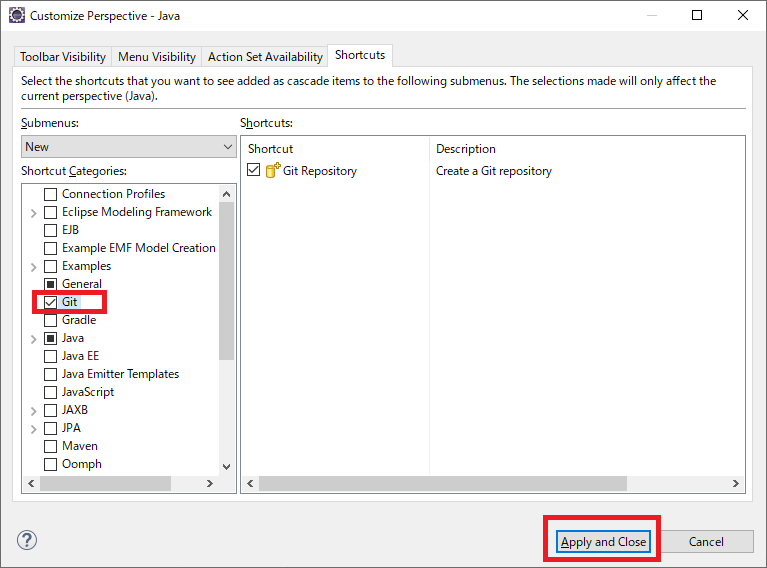 Customize Perspective - Java
Toolbar Visibility Menu Visibility Action Set Availability Shortcuts
Select the shortcuts that you want to see added as cascade items to the following submenus. The selections made will only affect the
current perspective (Java).
Submenus:
New
Shortcut Categories:
Connection Profiles
Eclipse Modeling Framework
EJB
Example EMF Model Creation
Examples
General
Git
Gradle
Java
Java EE
Java Emitter Templates
JavaScript
JAXB
JPA
Maven
Oomph
Shortcuts:
Shortcut Description
Git Repository Create a Git repository
Apply and Close Cancel